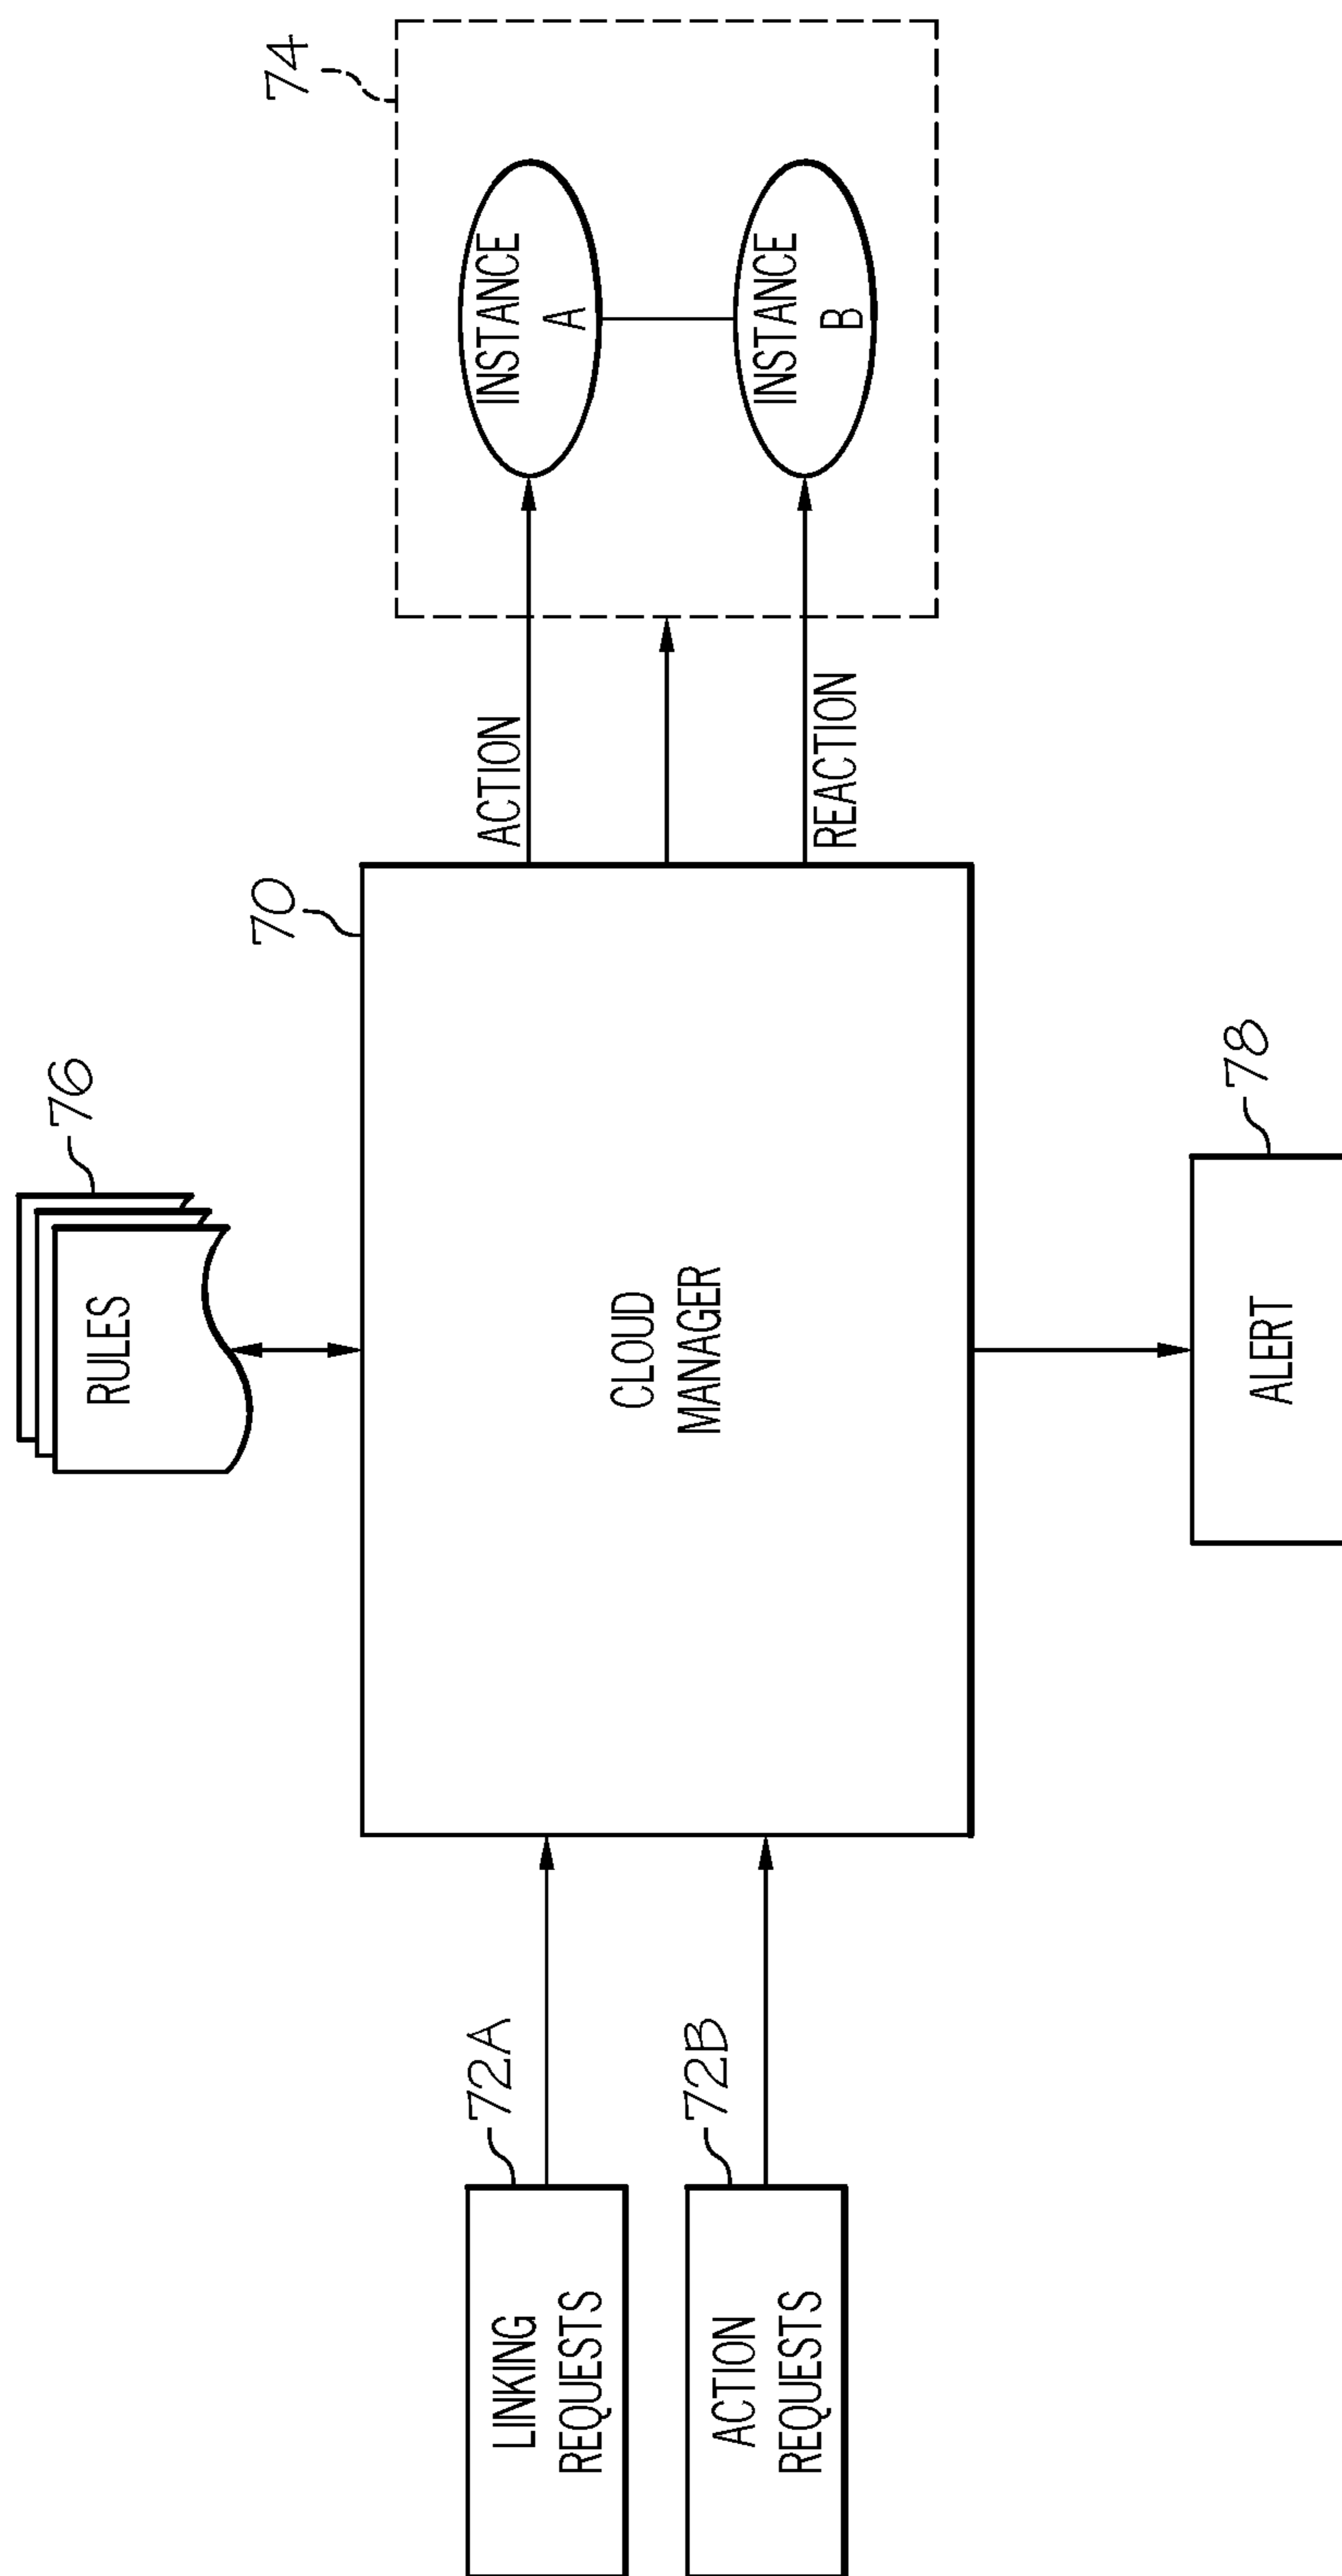 76
RULES
70
74
72A
LINKING
REQUESTS
72B
ACTION
REQUESTS
CLOUD
MANAGER
ACTION
REACTION
INSTANCE
A
INSTANCE
B
78
ALERT